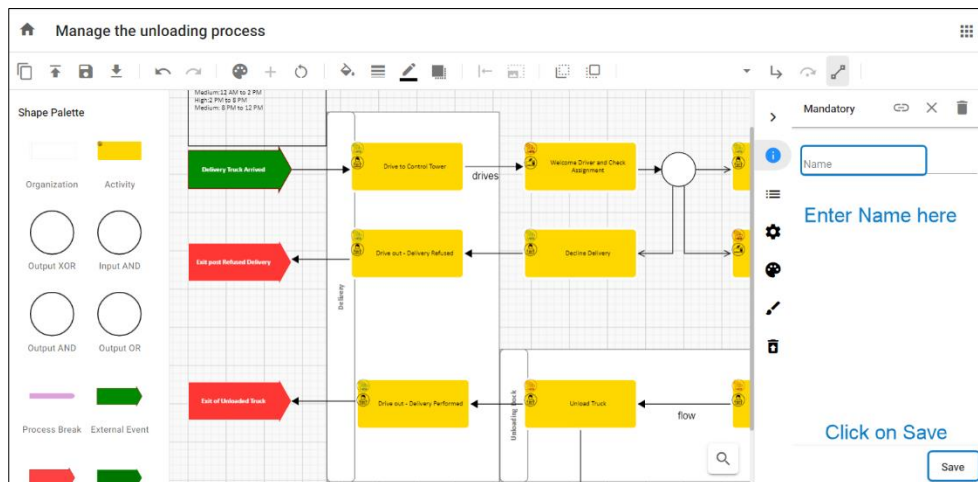 Manage the unloading process
Shape Palette
Organization
Activity
Output XOR
Input AND
Output AND
Output OR
Process Break
External Event
Medium:12 AM to 2 PM
High:2 PM to 8 PM
Medium: 8 PM to 12 PM
Delivery Truck Arrived
Drive to Control Tower
drives
Welcome Driver and Check
Assignment
Exit post Refused Delivery
Drive out - Delivery Refused
Decline Delivery
Delivery
Exit of Unloaded Truck
Drive out - Delivery Performed
Unloading Dock
Unload Truck
flow
Mandatory
Name
Enter Name here
Click on Save
Save